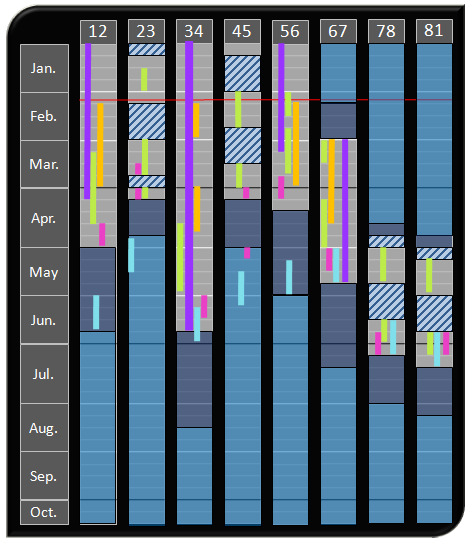 12 23 34 45 56 67 78 81
Jan.
Feb.
Mar.
Apr.
May
Jun.
Jul.
Aug.
Sep.
Oct.